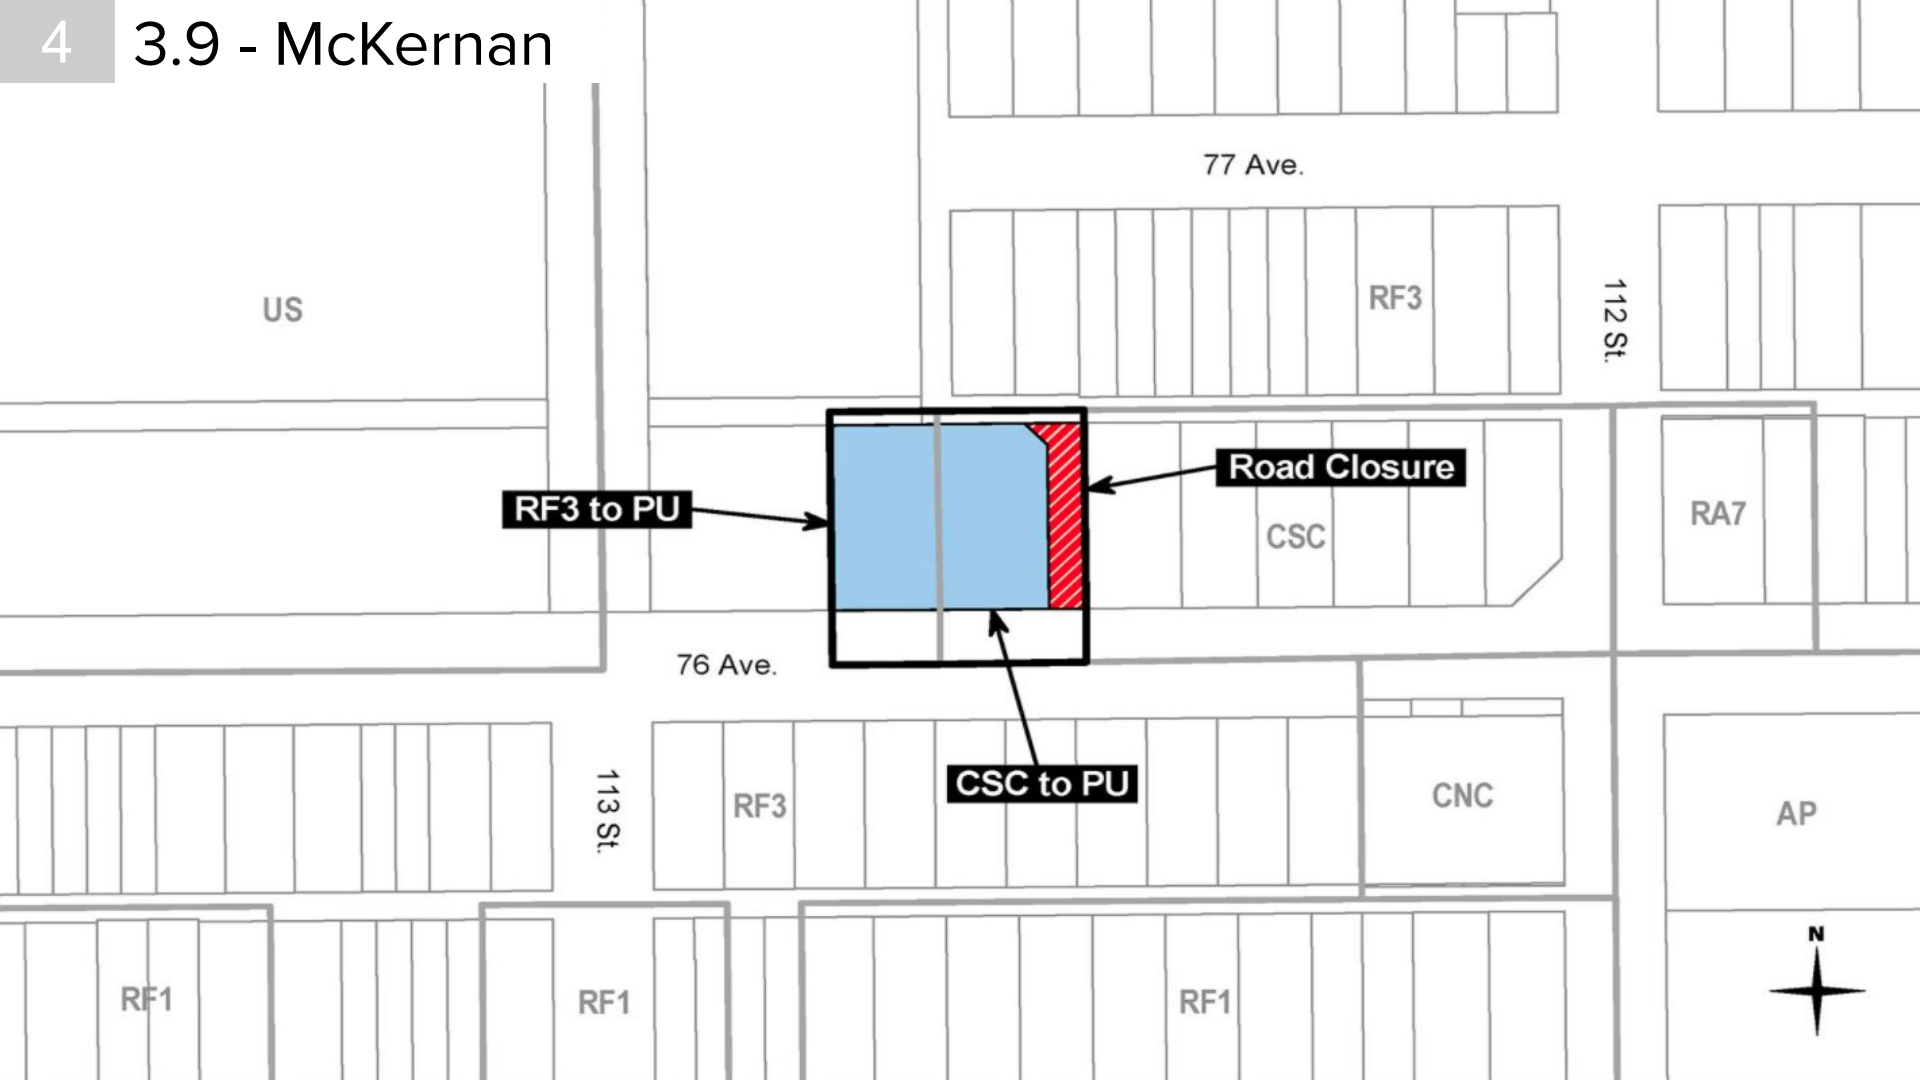 4
3.9 - McKernan
77 Ave.
US
RF3
112 St.
Road Closure
RF3 to PU
CSC
RA7
76 Ave.
CSC to PU
113 St.
RF3
CNC
AP
N
RF1
RF1
RF1